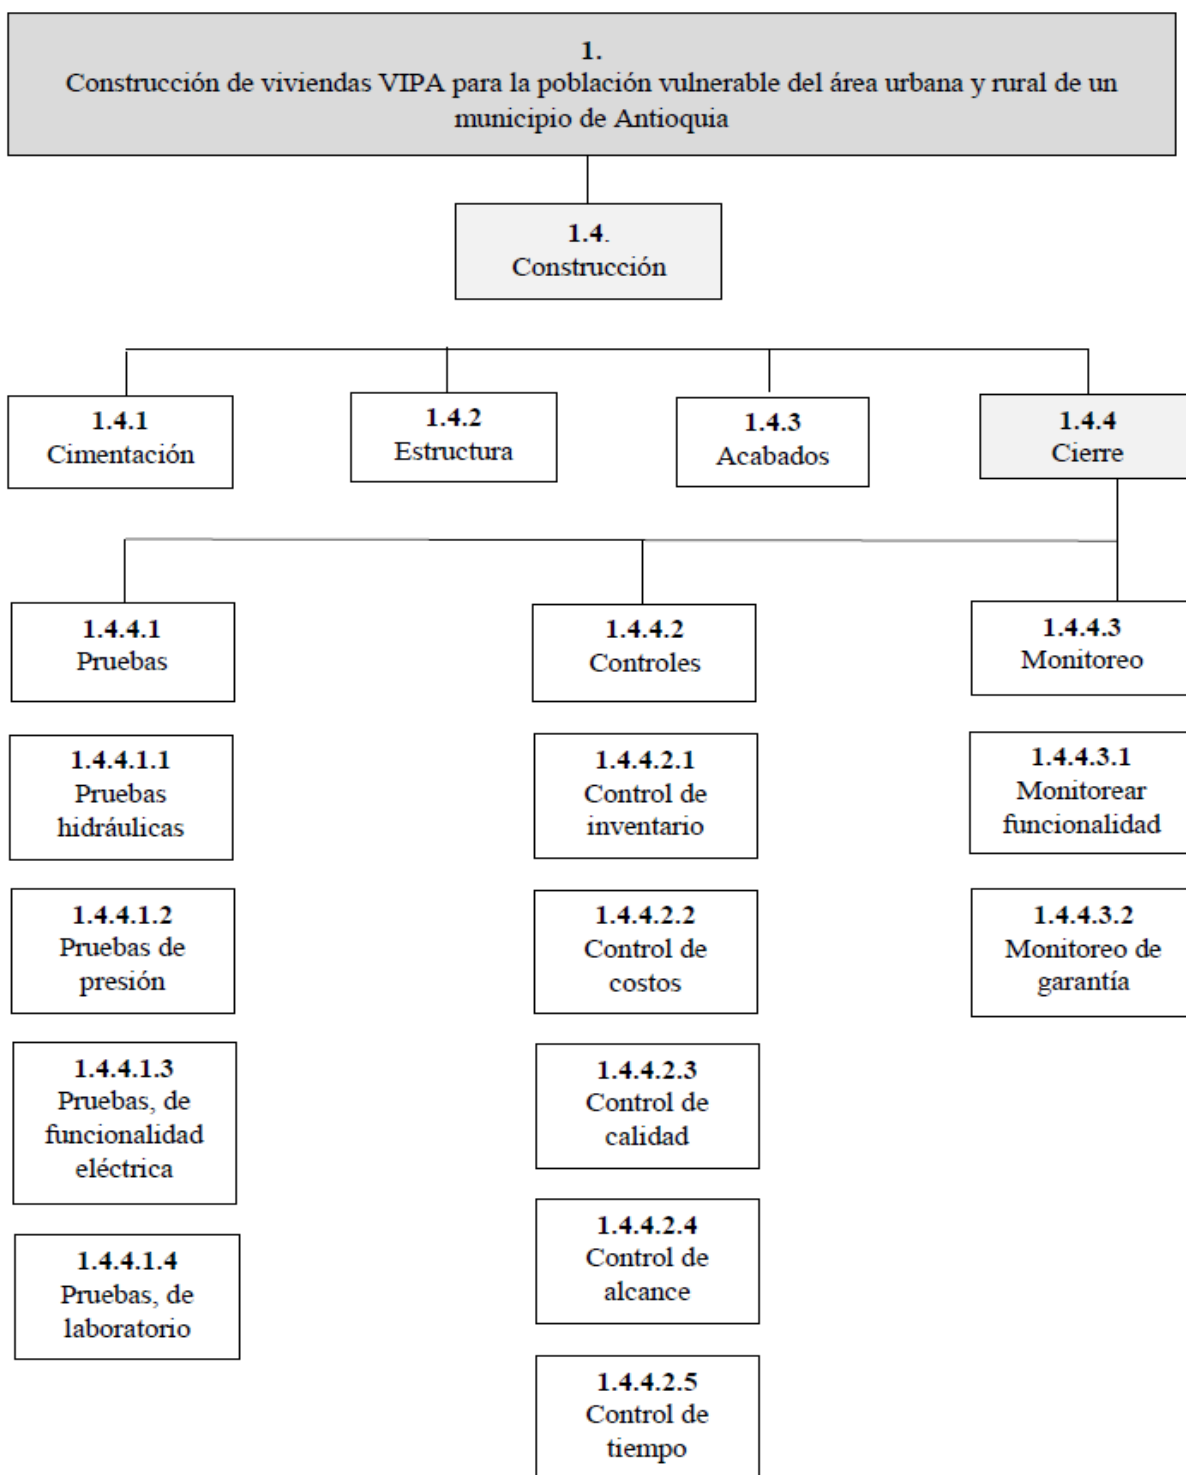 1.
Construcción de viviendas VIPA para la población vulnerable del área urbana y rural de un
municipio de Antioquia
1.4.
Construcción
1.4.1
Cimentación
1.4.2
Estructura
1.4.3
Acabados
1.4.4
Cierre
1.4.4.1
Pruebas
1.4.4.2
Controles
1.4.4.3
Monitoreo
1.4.4.1.1
Pruebas
hidráulicas
1.4.4.2.1
Control de
inventario
1.4.4.3.1
Monitorear
funcionalidad
1.4.4.1.2
Pruebas de
presión
1.4.4.2.2
Control de
costos
1.4.4.3.2
Monitoreo de
garantía
1.4.4.1.3
Pruebas, de
funcionalidad
eléctrica
1.4.4.2.3
Control de
calidad
1.4.4.1.4
Pruebas, de
laboratorio
1.4.4.2.4
Control de
alcance
1.4.4.2.5
Control de
tiempo